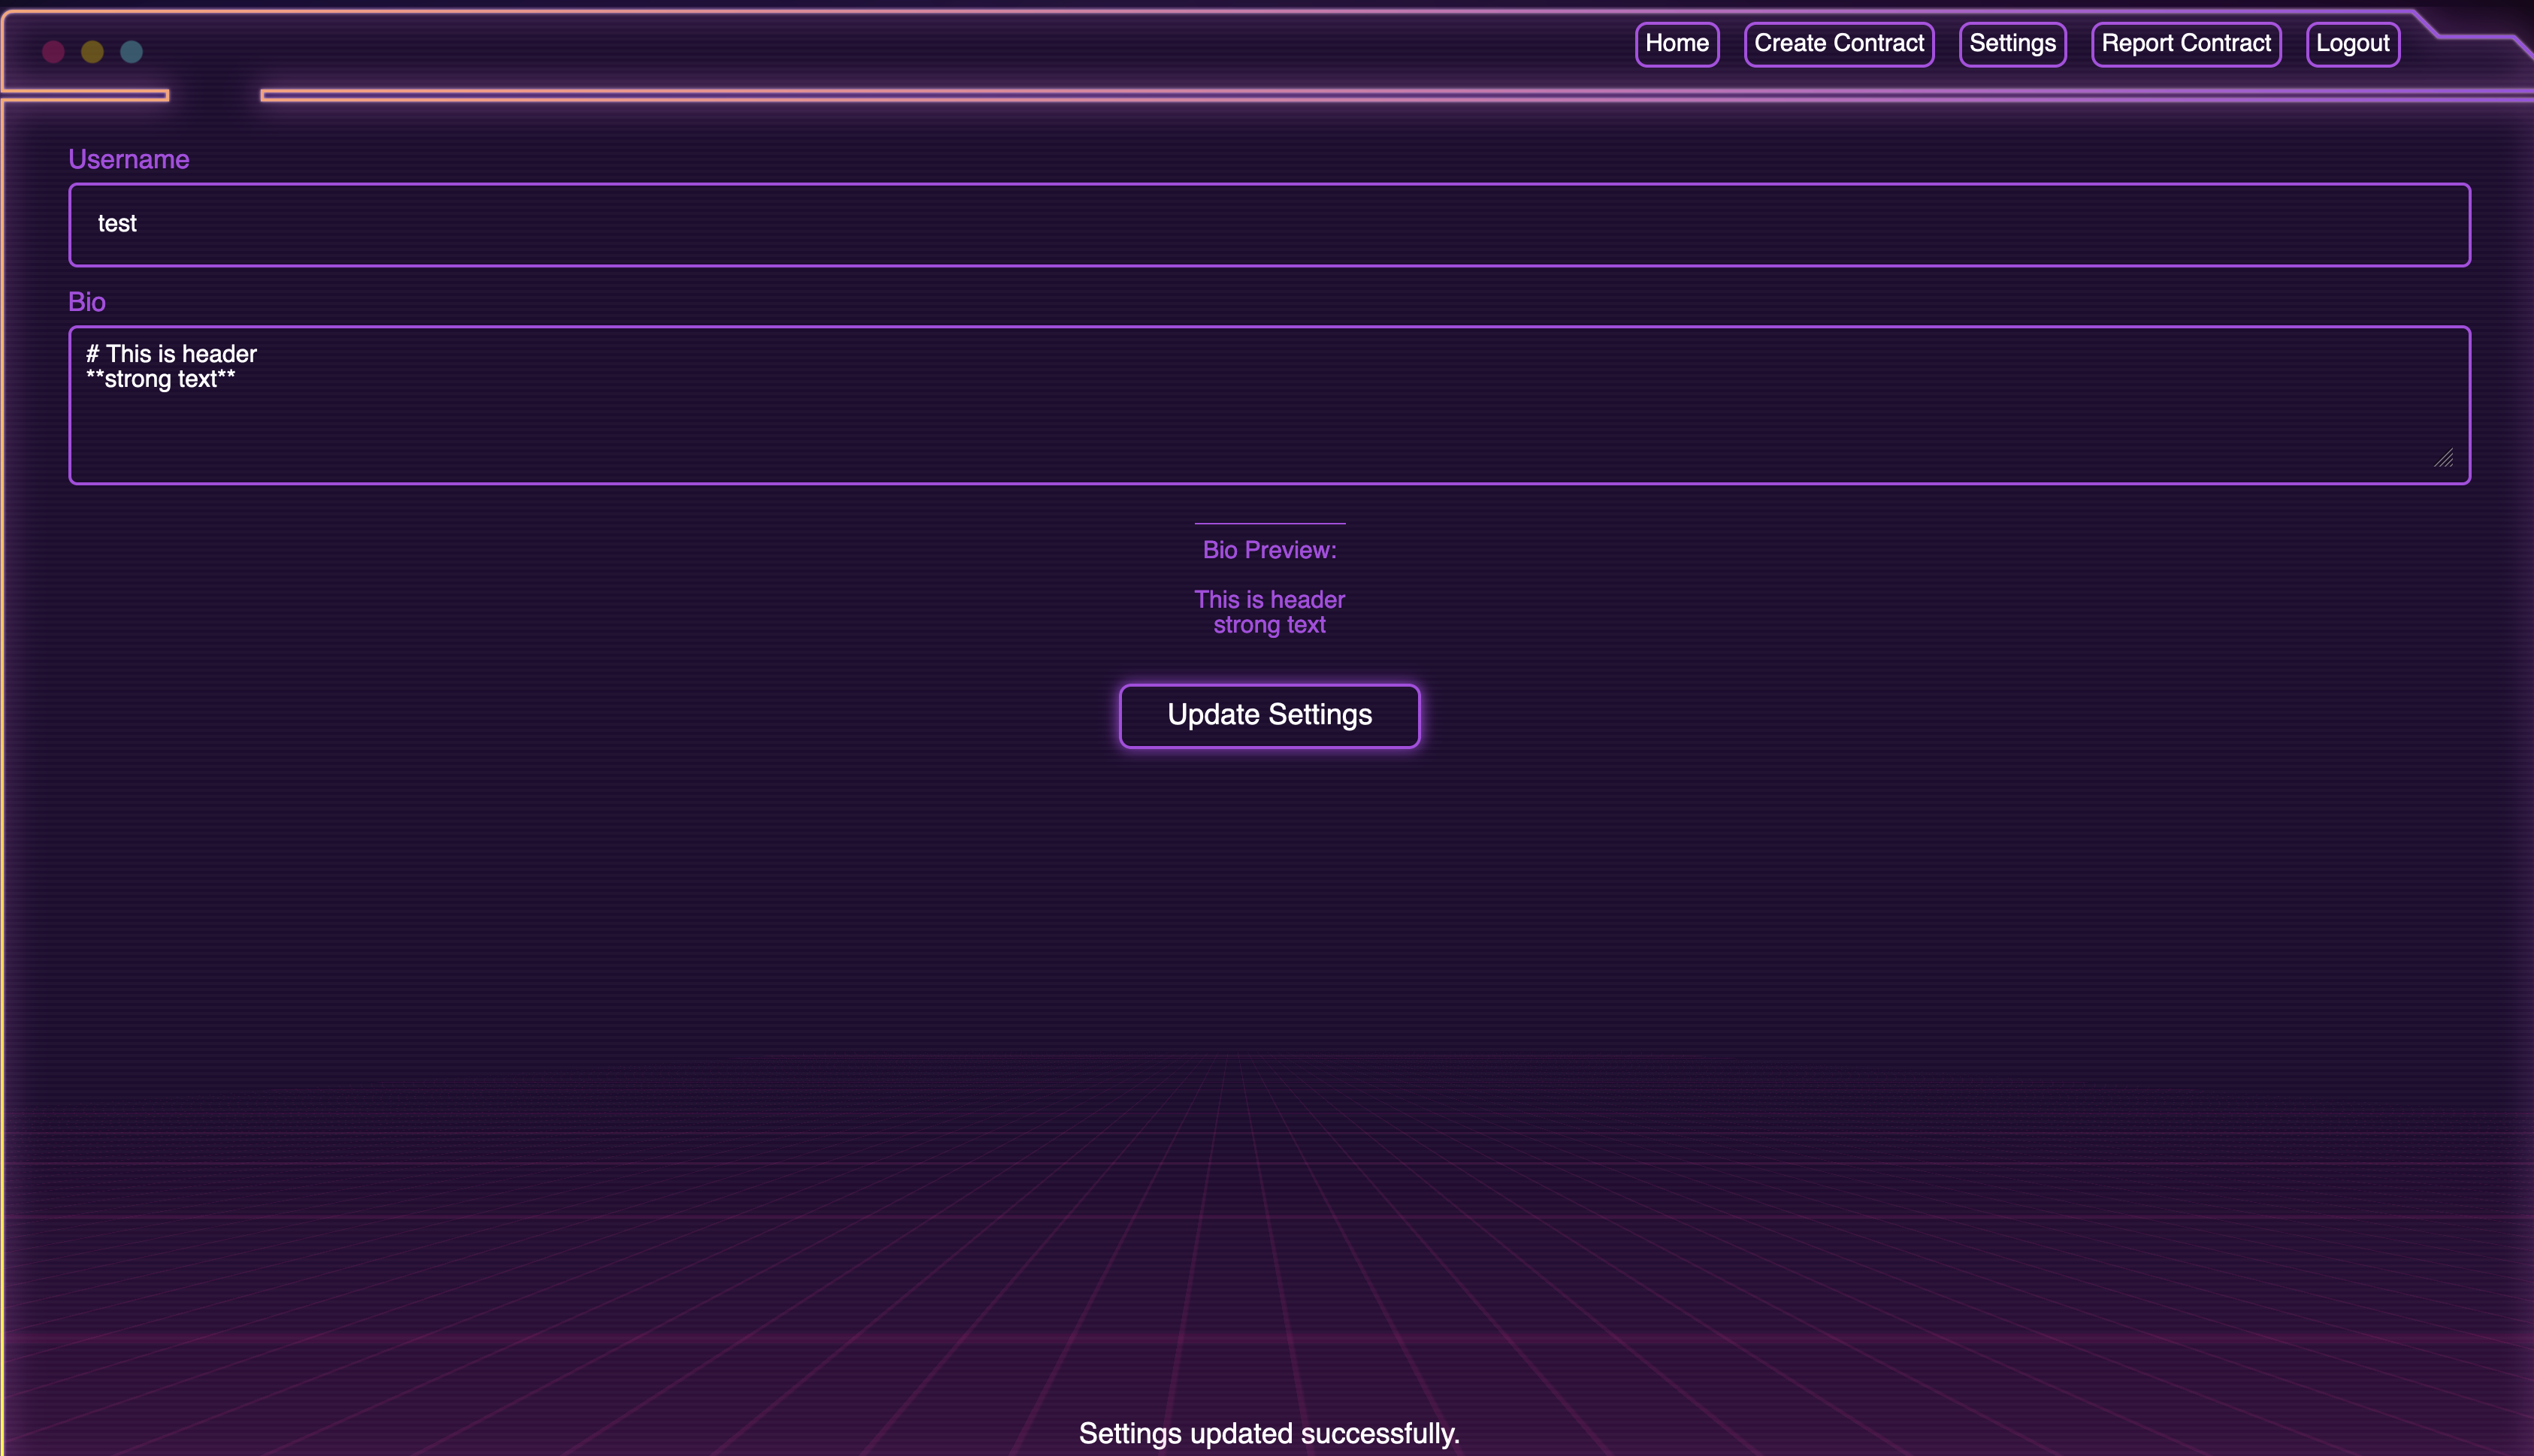 Home Create Contract Settings Report Contract Logout
Username
test
Bio
# This is header
**strong text**
Bio Preview:
This is header
strong text
Update Settings
Settings updated successfully.